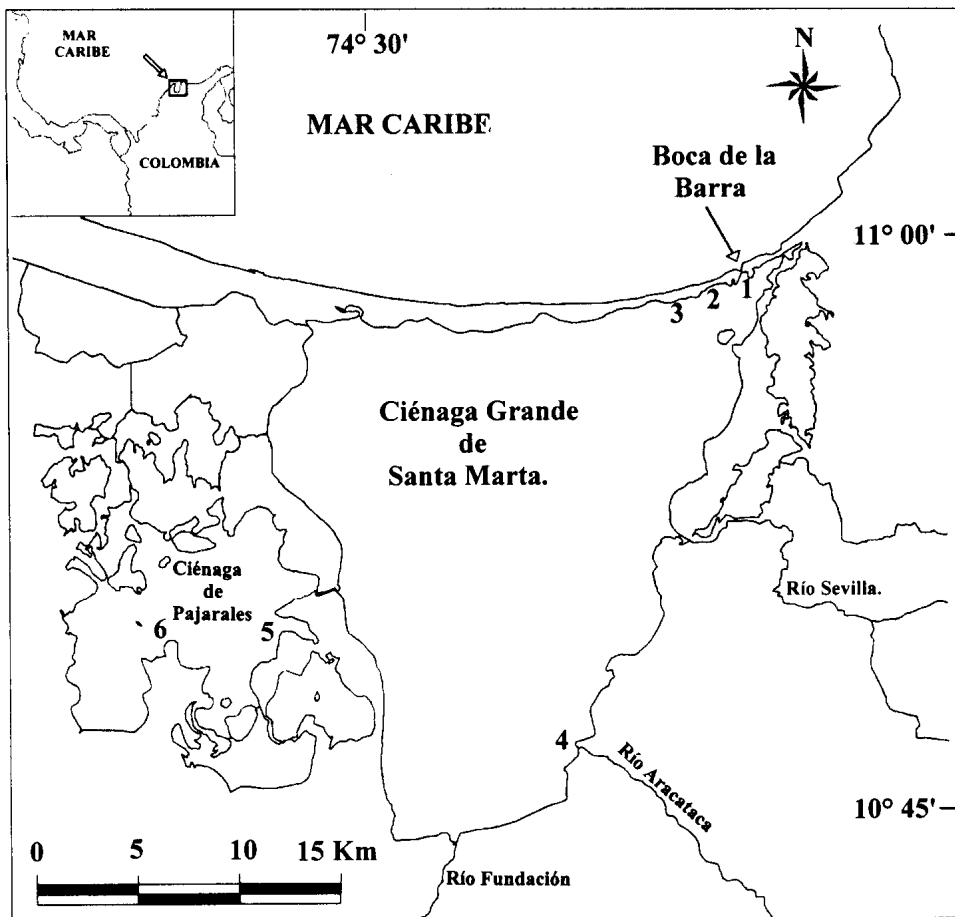 MAR
CARIBE
COLOMBIA
74° 30'
N
MAR CARIBE
Boca de la
Barra
11° 00'
1
2
3
Ciénaga Grande
de
Santa Marta.
Ciénaga
de
Pajarales
Río Sevilla.
6
5
4
Río Aracataca
10° 45'
0 5 10 15 Km
Río Fundación